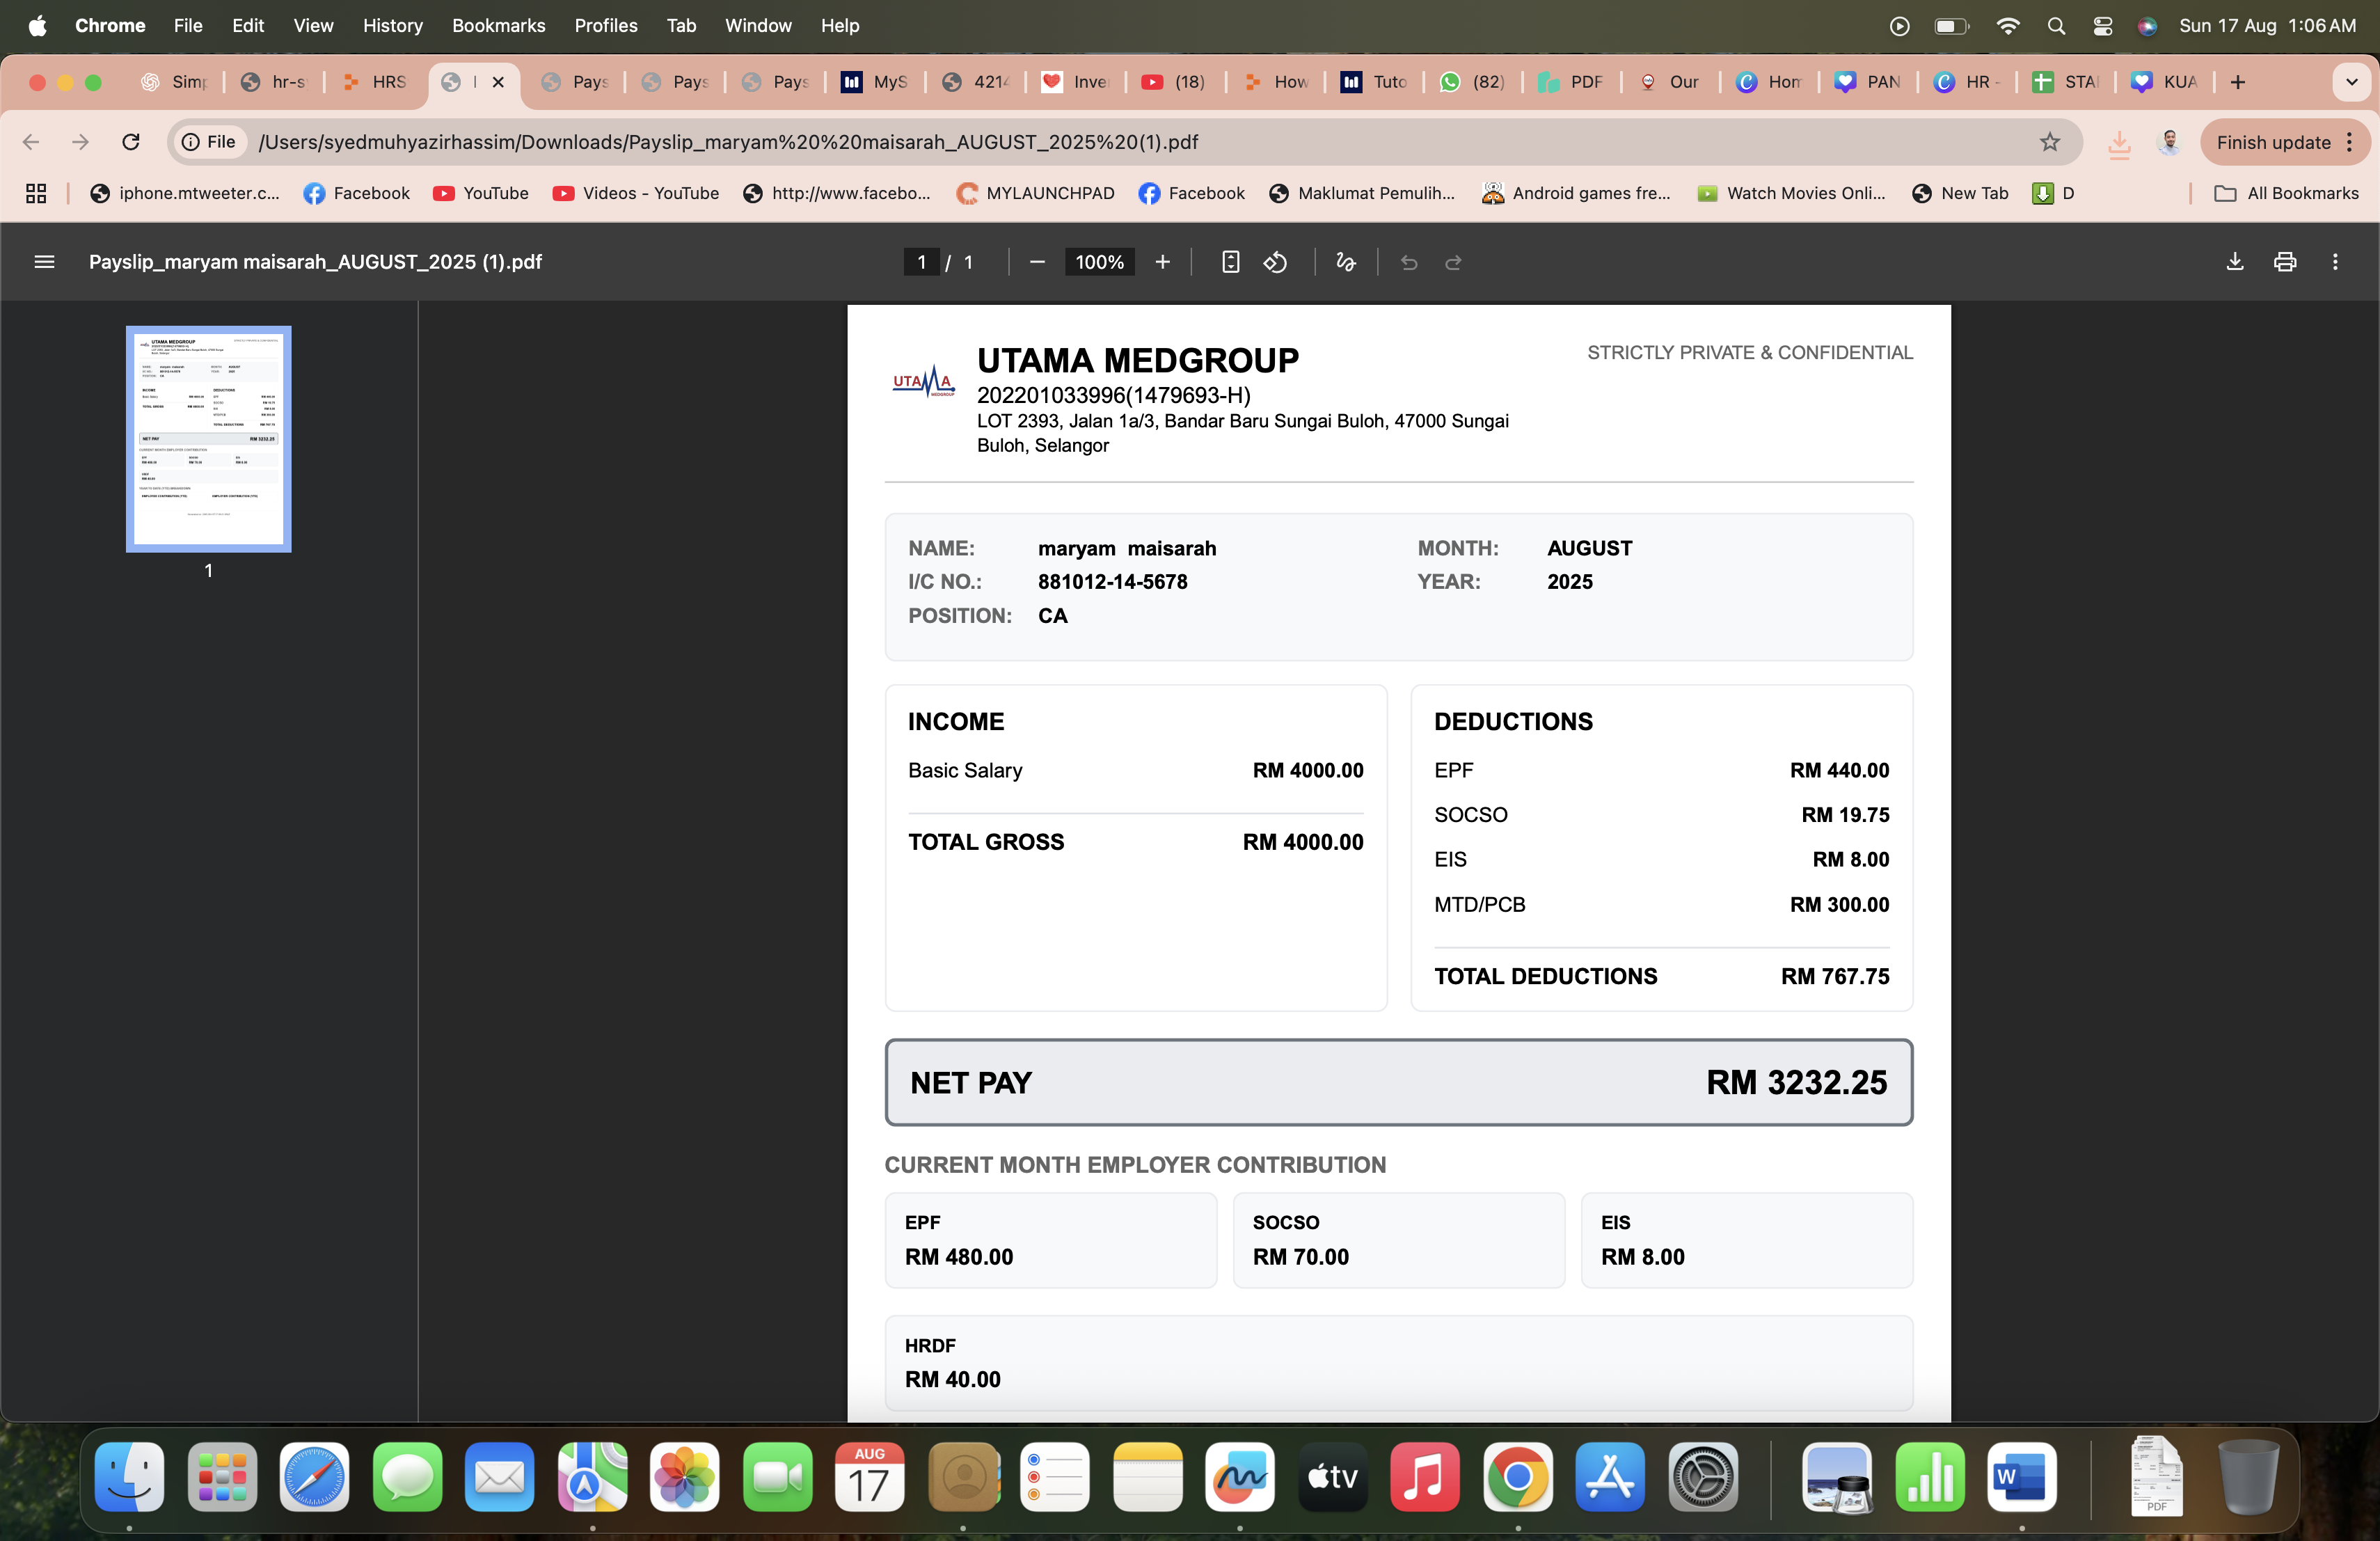 Chrome File Edit View History Bookmarks Profiles Tab Window Help Sun 17 Aug 1:06 AM
Simp hr-s HRS Pays Pays Pays MyS 4214 Inve (18) How Tuto (82) PDF Our Hom PAN HR - STA KUA
File /Users/syedmuhyazirhassim/Downloads/Payslip_maryam%20%20maisarah_AUGUST_2025%20(1).pdf Finish update
iphone.mtweeter.c... Facebook YouTube Videos - YouTube http://www.facebo... MYLAUNCHPAD Facebook Maklumat Pemulih... Android games fre... Watch Movies Onli... New Tab D All Bookmarks
Payslip_maryam maisarah_AUGUST_2025 (1).pdf 1 / 1 100%
1
UTAMA MEDGROUP
UTAMA MEDGROUP STRICTLY PRIVATE & CONFIDENTIAL
202201033996(1479693-H)
LOT 2393, Jalan 1a/3, Bandar Baru Sungai Buloh, 47000 Sungai
Buloh, Selangor
NAME: maryam maisarah MONTH: AUGUST
I/C NO.: 881012-14-5678 YEAR: 2025
POSITION: CA
INCOME
Basic Salary RM 4000.00
TOTAL GROSS RM 4000.00
DEDUCTIONS
EPF RM 440.00
SOCSO RM 19.75
EIS RM 8.00
MTD/PCB RM 300.00
TOTAL DEDUCTIONS RM 767.75
NET PAY RM 3232.25
CURRENT MONTH EMPLOYER CONTRIBUTION
EPF
RM 480.00
SOCSO
RM 70.00
EIS
RM 8.00
HRDF
RM 40.00
AUG
17
tv
W
PDF